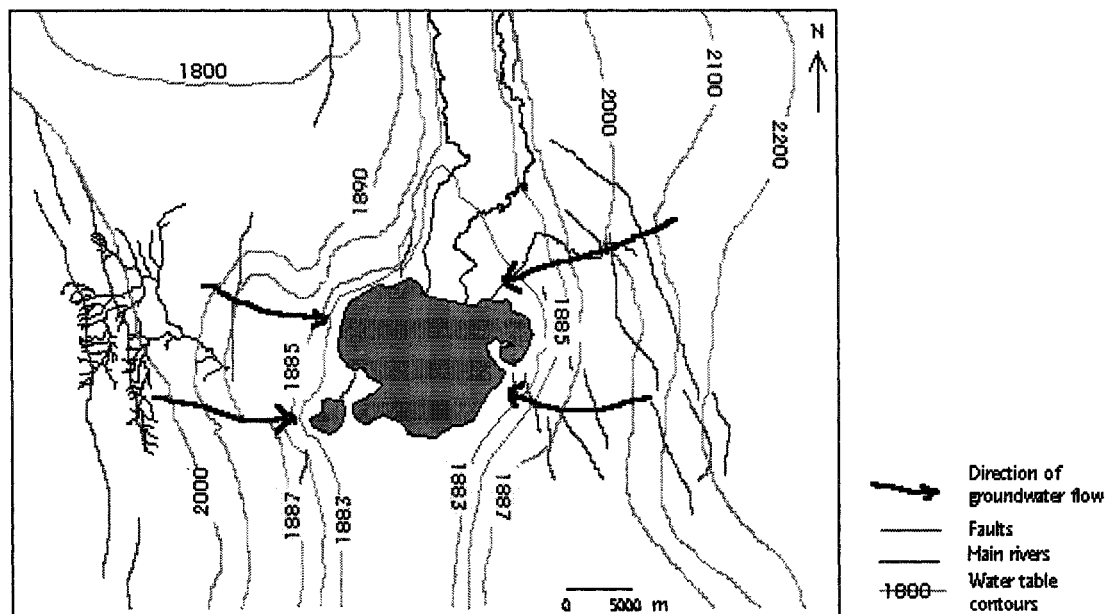 N
1800
2100
2000
2200
1890
1885
1885
2000
1887
1883
1883
1887
0 5000 m
Direction of
groundwater flow
Faults
Main rivers
1800 Water table
contours